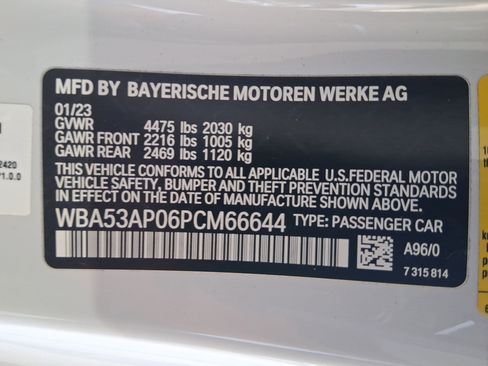 MFD BY BAYERISCHE MOTOREN WERKE AG
01/23
GVWR 4475 lbs 2030 kg
GAWR FRONT 2216 lbs 1005 kg
GAWR REAR 2469 lbs 1120 kg
THIS VEHICLE CONFORMS TO ALL APPLICABLE U.S.FEDERAL MOTOR
VEHICLE SAFETY, BUMPER AND THEFT PREVENTION STANDARDS
IN EFFECT ON THE DATE OF MANUFACTURE SHOWN ABOVE.
WBA53AP06PCM66644 TYPE: PASSENGER CAR
A96/0
7 315 814
2420